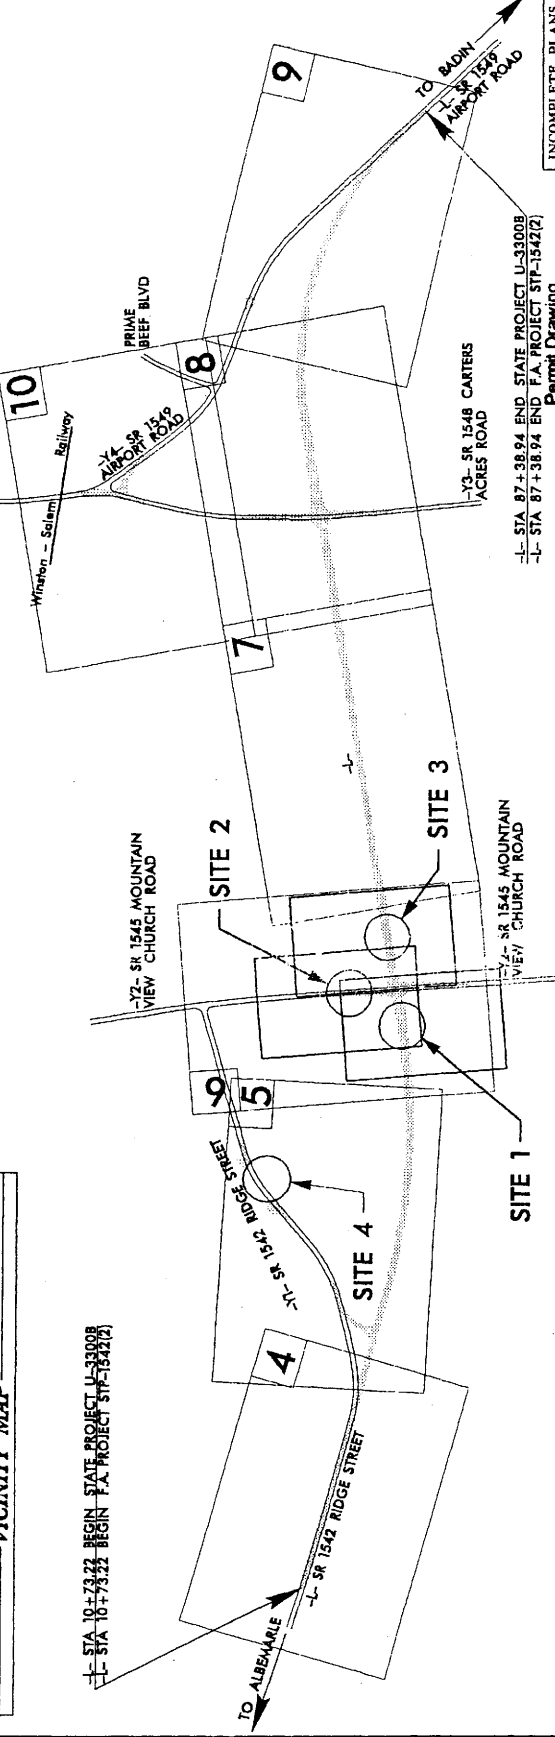 VICINITY MAP
-L- STA 10+73.22 BEGIN STATE PROJECT U-3300B
-L- STA 10+73.22 BEGIN F.A. PROJECT STP-1542(2)
TO ALBEMARLE
-L- SR 1542 RIDGE STREET
4
SITE 4
-Y1- SR 1542 RIDGE STREET
5
6
-Y2- SR 1545 MOUNTAIN
VIEW CHURCH ROAD
SITE 1
SITE 2
SITE 3
-Y2- SR 1545 MOUNTAIN
VIEW CHURCH ROAD
-L-
7
Winston - Salem Railway
10
-Y4- SR 1549
AIRPORT ROAD
PRIME
BEEF BLVD
8
-Y3- SR 1548 CARTERS
ACRES ROAD
9
TO BADIN
-L- SR 1549
AIRPORT ROAD
-L- STA 87+38.94 END STATE PROJECT U-3300B
-L- STA 87+38.94 END F.A. PROJECT STP-1542(2)
Permit Drawing
INCOMPLETE PLANS